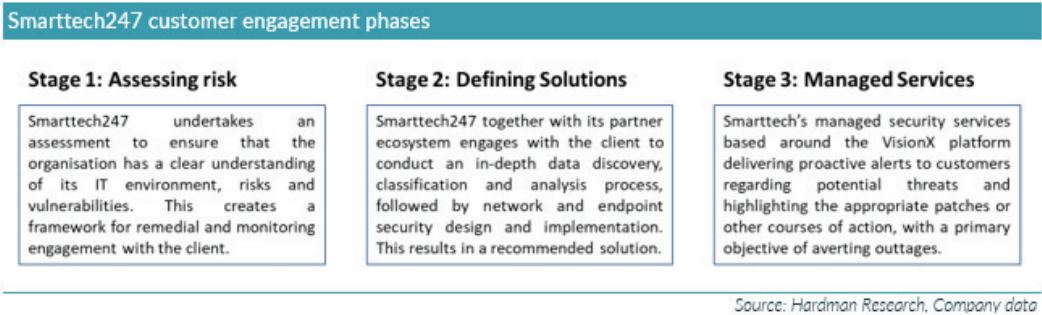 Smarttech247 customer engagement phases
Stage 1: Assessing risk
Smarttech247 undertakes an
assessment to ensure that the
organisation has a clear understanding
of its IT environment, risks and
vulnerabilities. This creates a
framework for remedial and monitoring
engagement with the client.
Stage 2: Defining Solutions
Smarttech247 together with its partner
ecosystem engages with the client to
conduct an in-depth data discovery,
classification and analysis process,
followed by network and endpoint
security design and implementation.
This results in a recommended solution.
Stage 3: Managed Services
Smarttech's managed security services
based around the VisionX platform
delivering proactive alerts to customers
regarding potential threats and
highlighting the appropriate patches or
other courses of action, with a primary
objective of averting outtages.
Source: Hardman Research, Company data